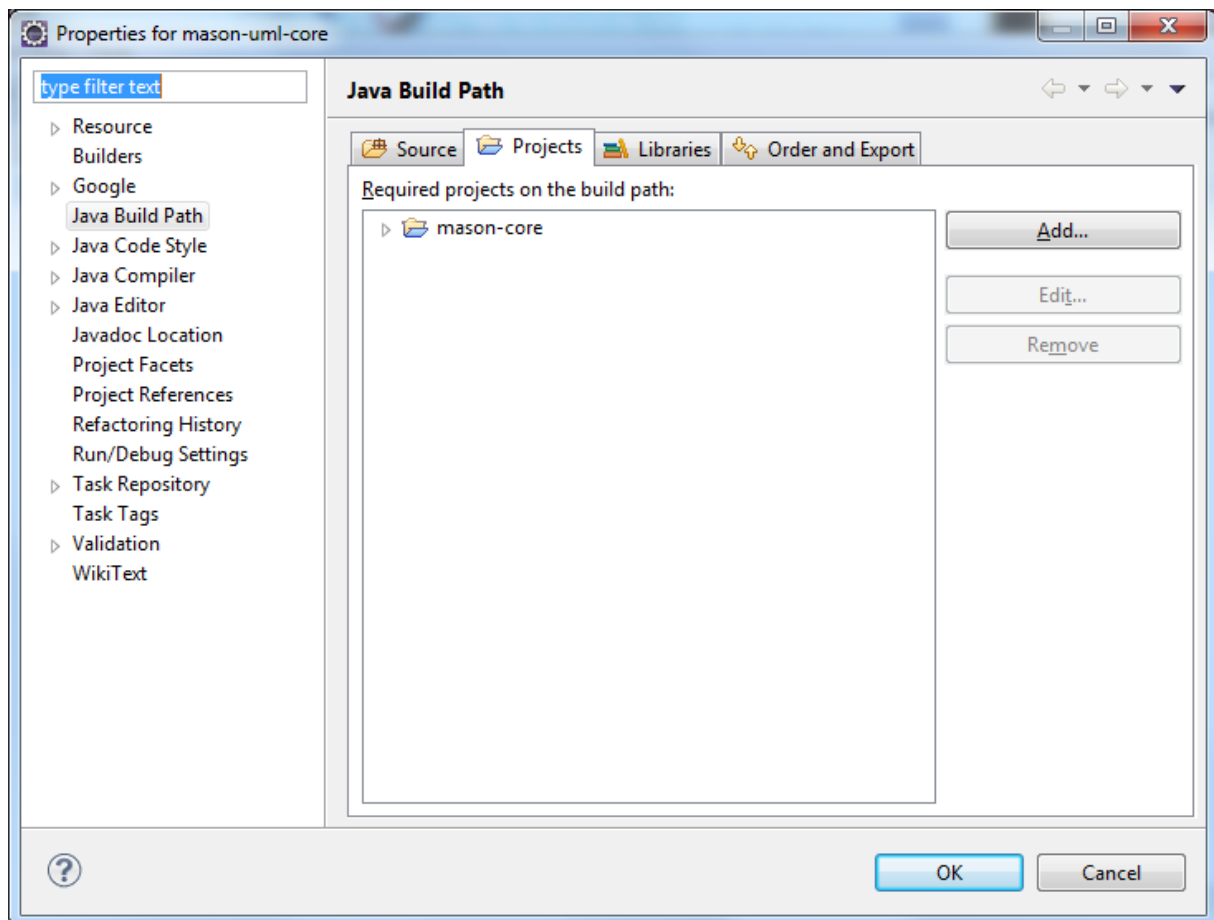 Properties for mason-uml-core
type filter text
Resource
Builders
Google
Java Build Path
Java Code Style
Java Compiler
Java Editor
Javadoc Location
Project Facets
Project References
Refactoring History
Run/Debug Settings
Task Repository
Task Tags
Validation
WikiText
Java Build Path
Source Projects Libraries Order and Export
Required projects on the build path:
mason-core
Add...
Edit...
Remove
OK Cancel